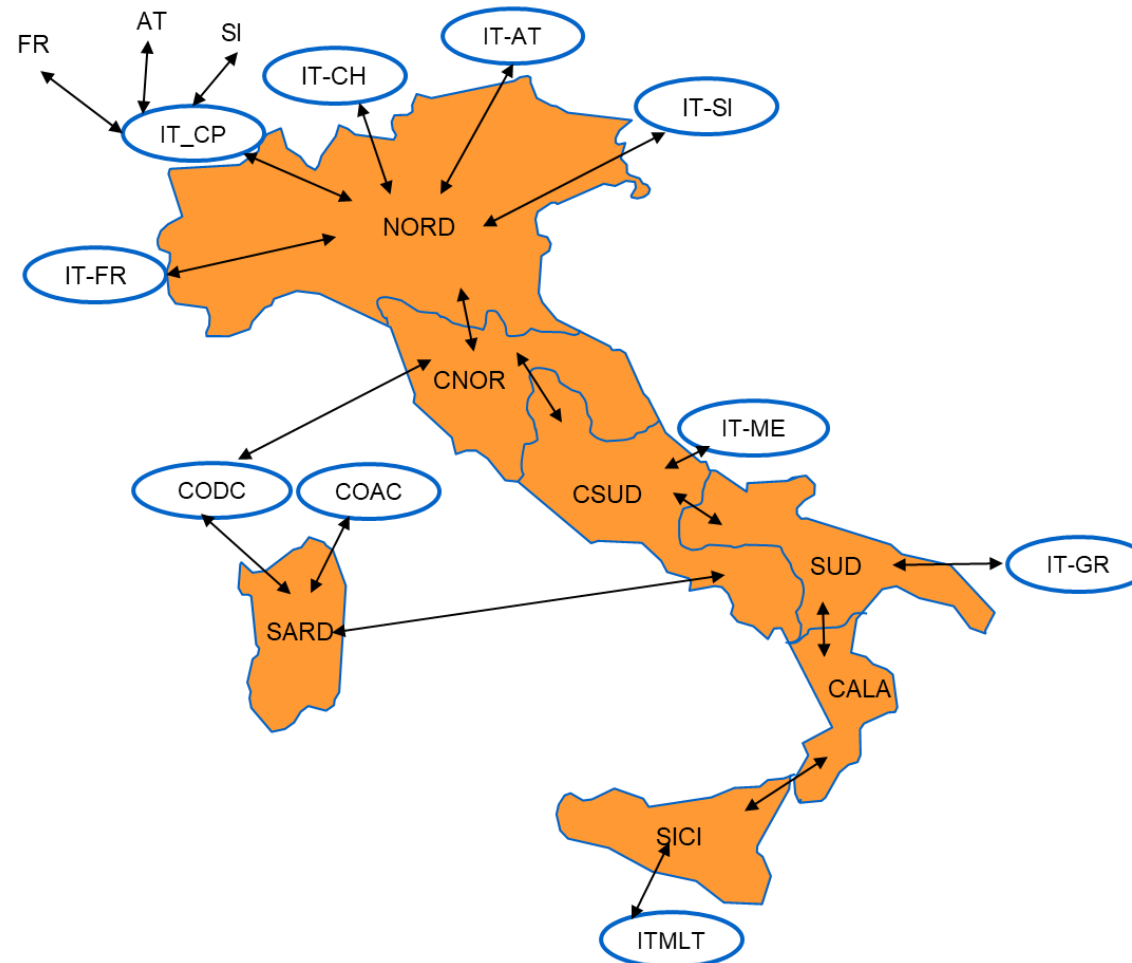 AT
SI
FR
IT-AT
IT-CH
IT-SI
IT_CP
NORD
IT-FR
CNOR
IT-ME
CODC
COAC
CSUD
SUD
IT-GR
SARD
CALA
SICI
ITMLT